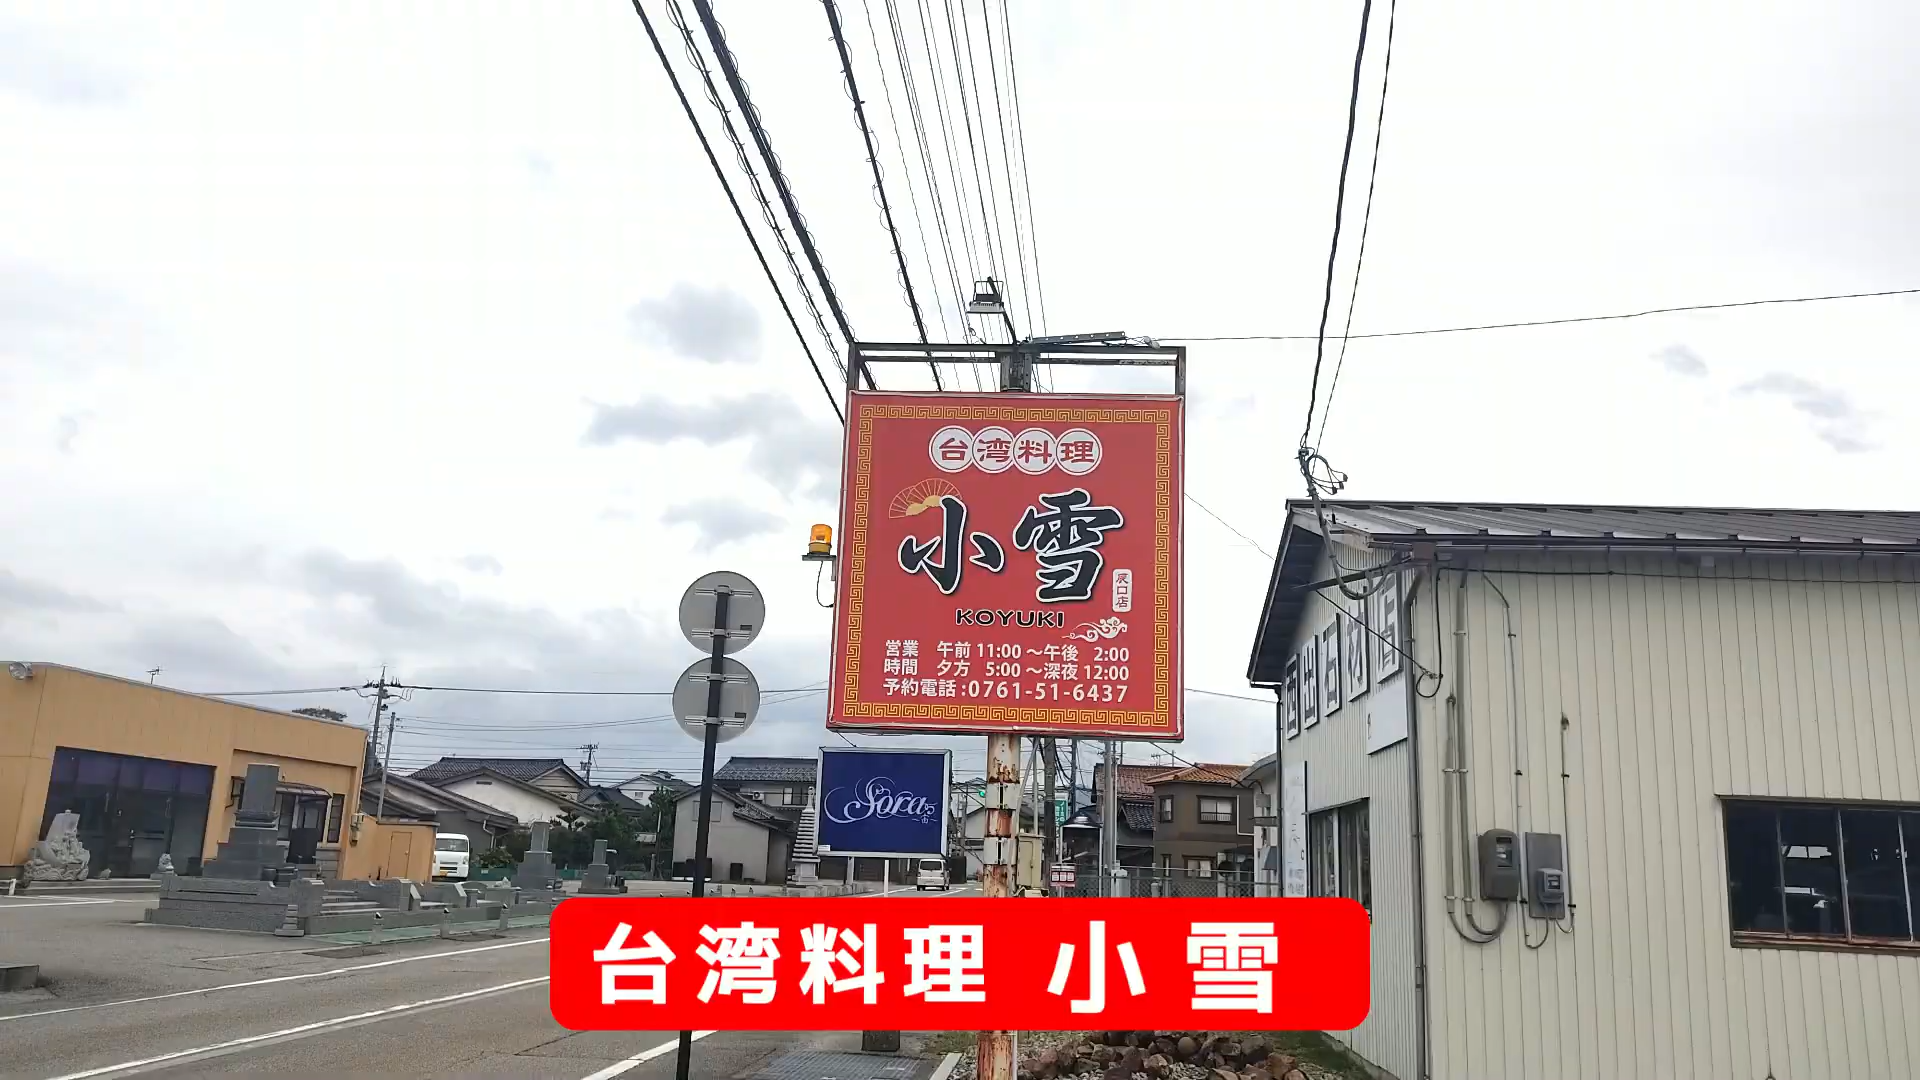 台湾料理
小雪
辰口店
KOYUKI
営業 午前 11:00 〜午後 2:00
時間 夕方 5:00 〜深夜 12:00
予約電話:0761-51-6437
Sora
西出石材店
台湾料理 小雪